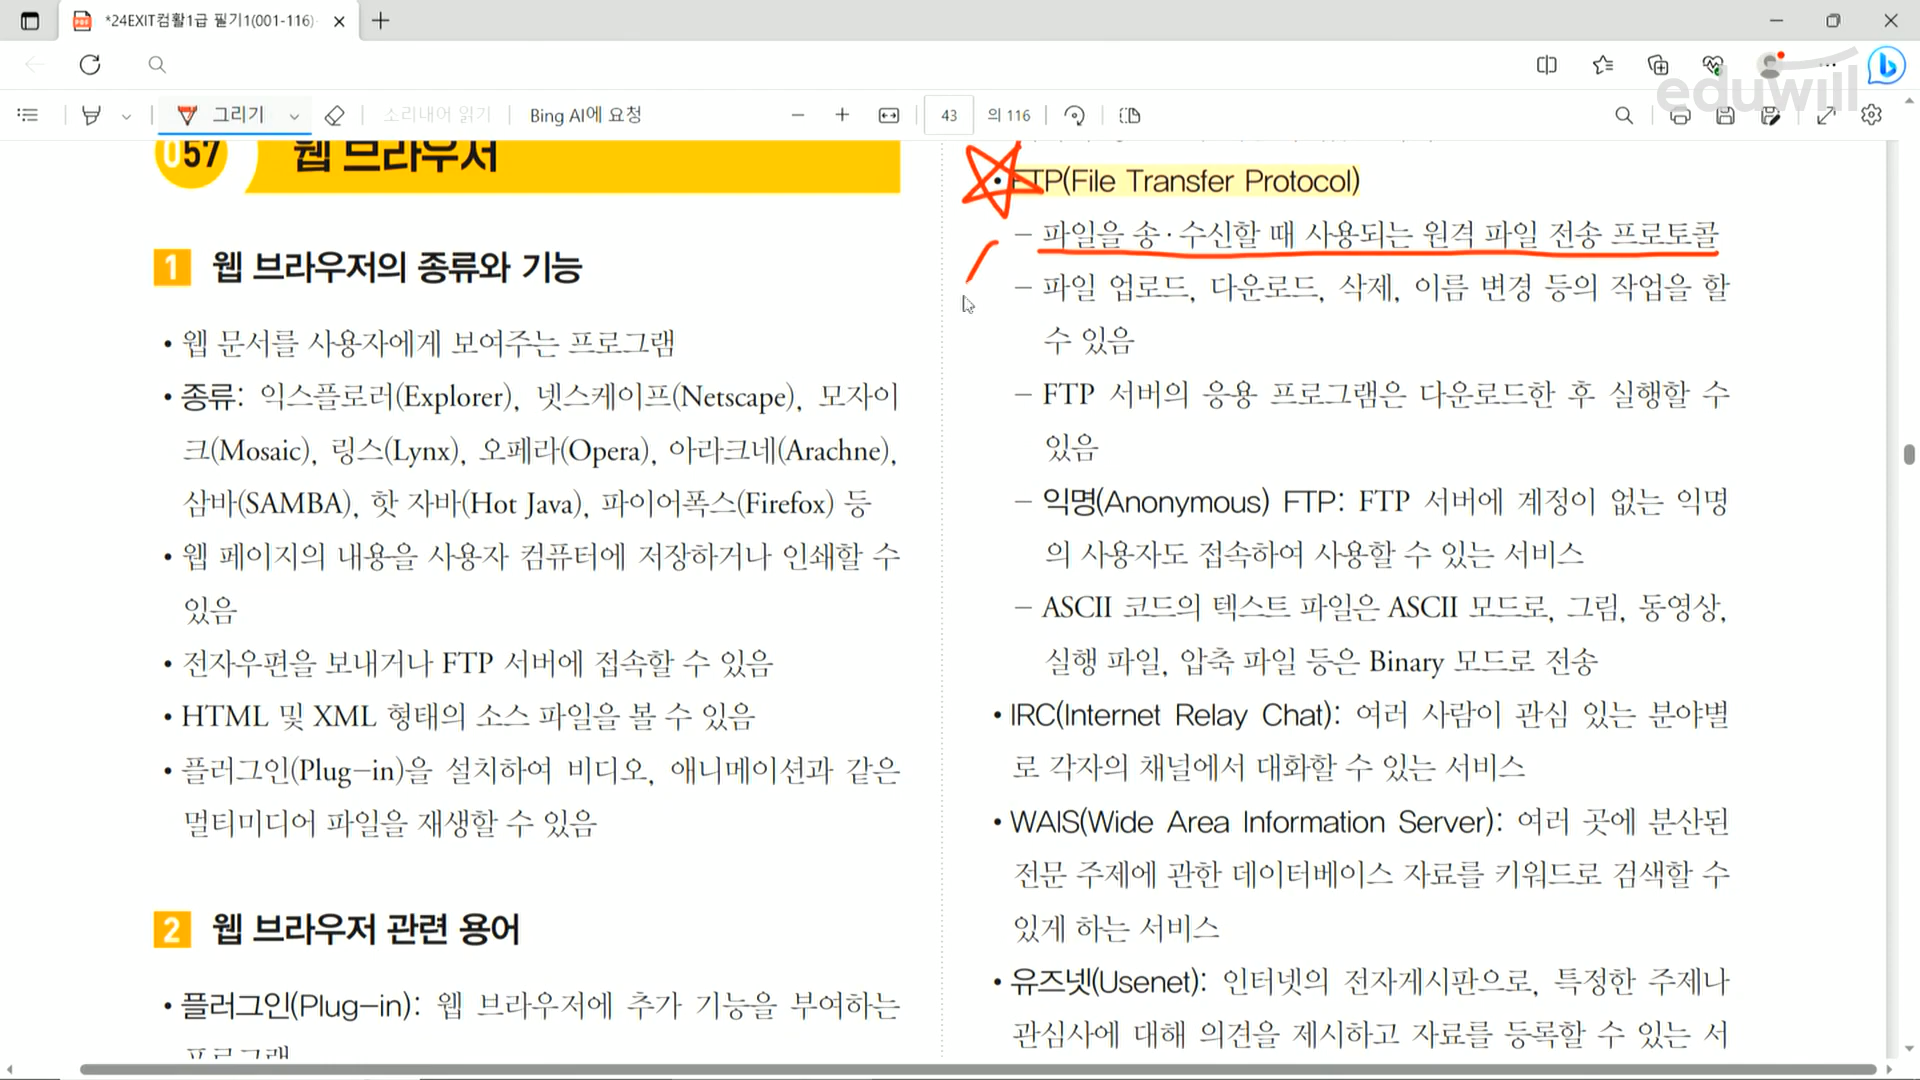 *24EXIT컴활1급 필기1(001-116)
eduwill
그리기
소리내어 읽기
Bing AI에 요청
43
의 116
057 웹 브라우저
1 웹 브라우저의 종류와 기능
• 웹 문서를 사용자에게 보여주는 프로그램
• 종류: 익스플로러(Explorer), 넷스케이프(Netscape), 모자이
크(Mosaic), 링스(Lynx), 오페라(Opera), 아라크네(Arachne),
삼바(SAMBA), 핫 자바(Hot Java), 파이어폭스(Firefox) 등
• 웹 페이지의 내용을 사용자 컴퓨터에 저장하거나 인쇄할 수
있음
• 전자우편을 보내거나 FTP 서버에 접속할 수 있음
• HTML 및 XML 형태의 소스 파일을 볼 수 있음
• 플러그인(Plug-in)을 설치하여 비디오, 애니메이션과 같은
멀티미디어 파일을 재생할 수 있음
2 웹 브라우저 관련 용어
• 플러그인(Plug-in): 웹 브라우저에 추가 기능을 부여하는
프로그램
• FTP(File Transfer Protocol)
– 파일을 송·수신할 때 사용되는 원격 파일 전송 프로토콜
– 파일 업로드, 다운로드, 삭제, 이름 변경 등의 작업을 할
수 있음
– FTP 서버의 응용 프로그램은 다운로드한 후 실행할 수
있음
– 익명(Anonymous) FTP: FTP 서버에 계정이 없는 익명
의 사용자도 접속하여 사용할 수 있는 서비스
– ASCII 코드의 텍스트 파일은 ASCII 모드로, 그림, 동영상,
실행 파일, 압축 파일 등은 Binary 모드로 전송
• IRC(Internet Relay Chat): 여러 사람이 관심 있는 분야별
로 각자의 채널에서 대화할 수 있는 서비스
• WAIS(Wide Area Information Server): 여러 곳에 분산된
전문 주제에 관한 데이터베이스 자료를 키워드로 검색할 수
있게 하는 서비스
• 유즈넷(Usenet): 인터넷의 전자게시판으로, 특정한 주제나
관심사에 대해 의견을 제시하고 자료를 등록할 수 있는 서